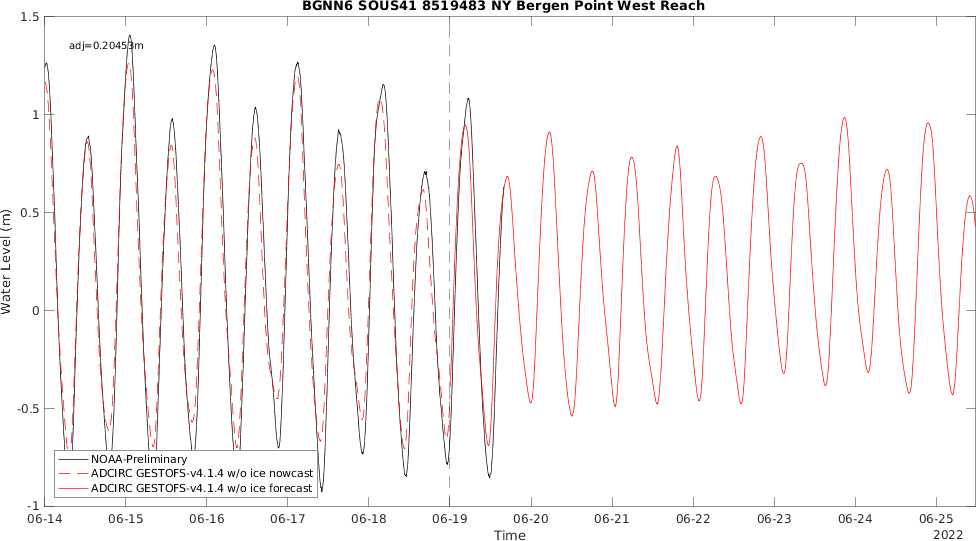 BGNN6 SOUS41 8519483 NY Bergen Point West Reach
adj=0.20453m
1.5
1
0.5
0
-0.5
-1
Water Level (m)
NOAA-Preliminary
ADCIRC GESTOFS-v4.1.4 w/o ice nowcast
ADCIRC GESTOFS-v4.1.4 w/o ice forecast
06-14 06-15 06-16 06-17 06-18 06-19 06-20 06-21 06-22 06-23 06-24 06-25
Time
2022